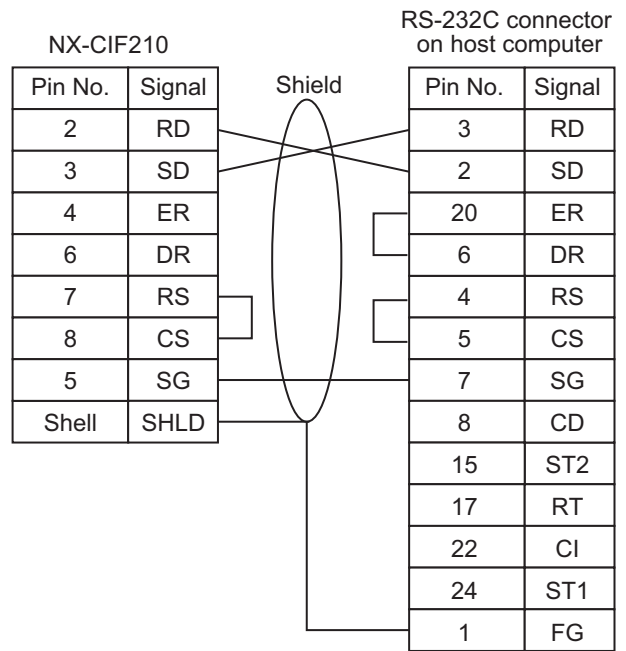 NX-CIF210
Pin No. Signal
2 RD
3 SD
4 ER
6 DR
7 RS
8 CS
5 SG
Shell SHLD
Shield
RS-232C connector
on host computer
Pin No. Signal
3 RD
2 SD
20 ER
6 DR
4 RS
5 CS
7 SG
8 CD
15 ST2
17 RT
22 CI
24 ST1
1 FG